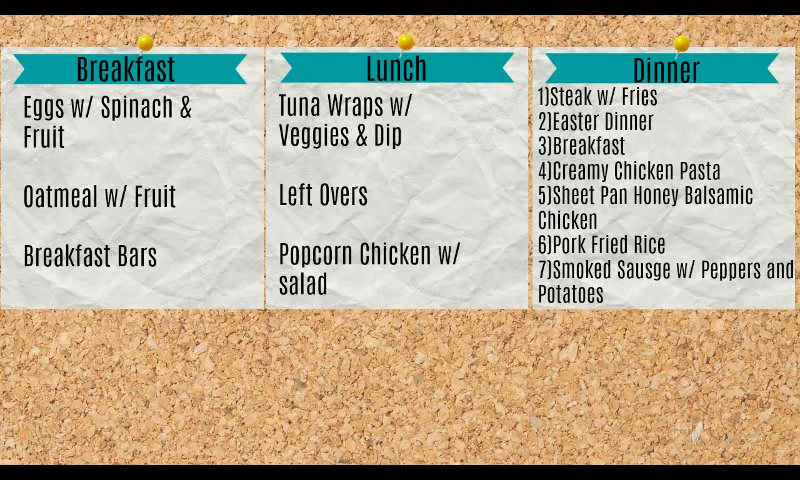 Breakfast
Eggs w/ Spinach &
Fruit
Oatmeal w/ Fruit
Breakfast Bars
Lunch
Tuna Wraps w/
Veggies & Dip
Left Overs
Popcorn Chicken w/
salad
Dinner
1)Steak w/ Fries
2)Easter Dinner
3)Breakfast
4)Creamy Chicken Pasta
5)Sheet Pan Honey Balsamic
Chicken
6)Pork Fried Rice
7)Smoked Sausge w/ Peppers and
Potatoes